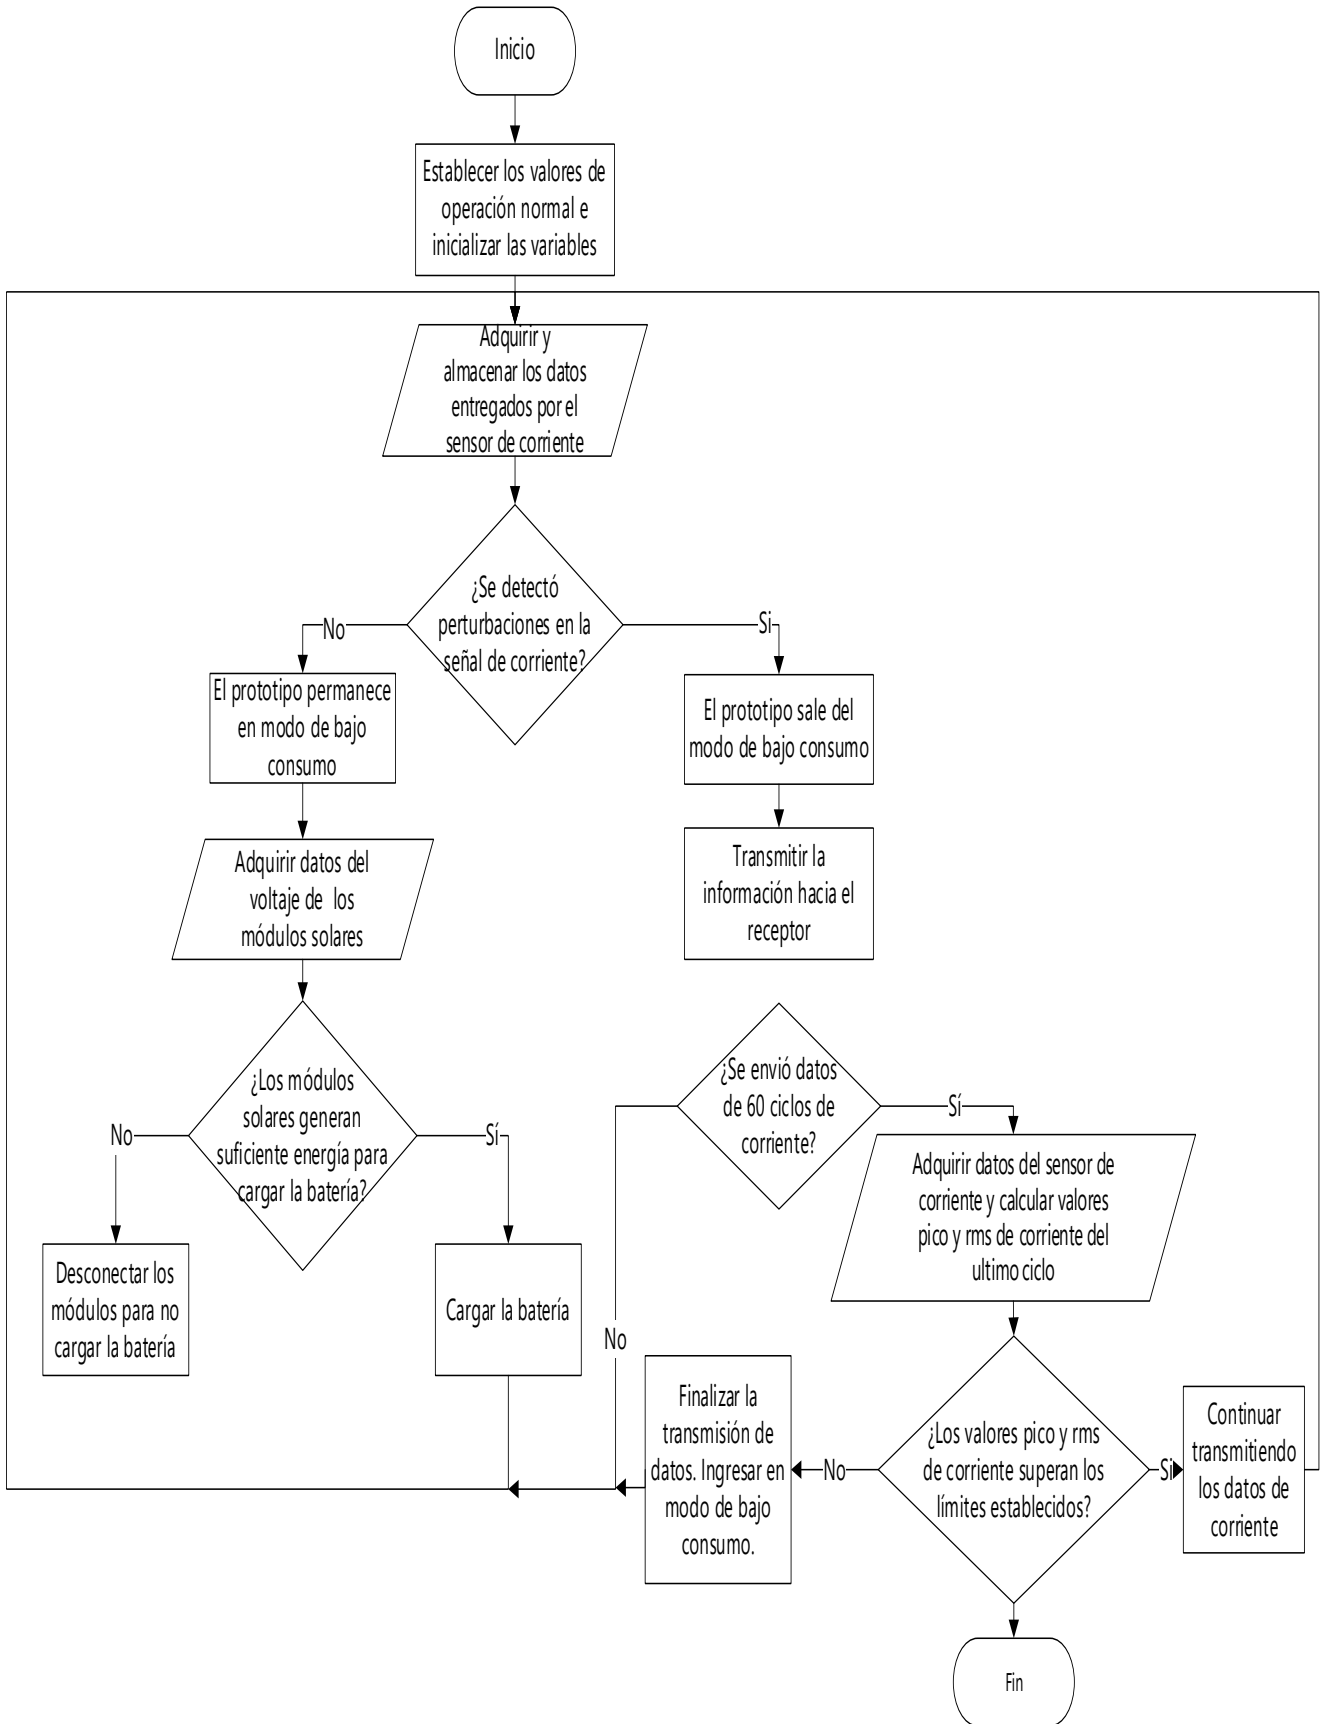 Inicio
Establecer los valores de
operación normal e
inicializar las variables
Adquirir y
almacenar los datos
entregados por el
sensor de corriente
¿Se detectó
perturbaciones en la
señal de corriente?
No
Si
El prototipo permanece
en modo de bajo
consumo
El prototipo sale del
modo de bajo consumo
Adquirir datos del
voltaje de los
módulos solares
Transmitir la
información hacia el
receptor
¿Los módulos
solares generan
suficiente energía para
cargar la batería?
No
Sí
¿Se envió datos
de 60 ciclos de
corriente?
Sí
No
Adquirir datos del sensor de
corriente y calcular valores
pico y rms de corriente del
ultimo ciclo
Desconectar los
módulos para no
cargar la batería
Cargar la batería
Finalizar la
transmisión de
datos. Ingresar en
modo de bajo
consumo.
No
¿Los valores pico y rms
de corriente superan los
límites establecidos?
Si
Continuar
transmitiendo
los datos de
corriente
Fin